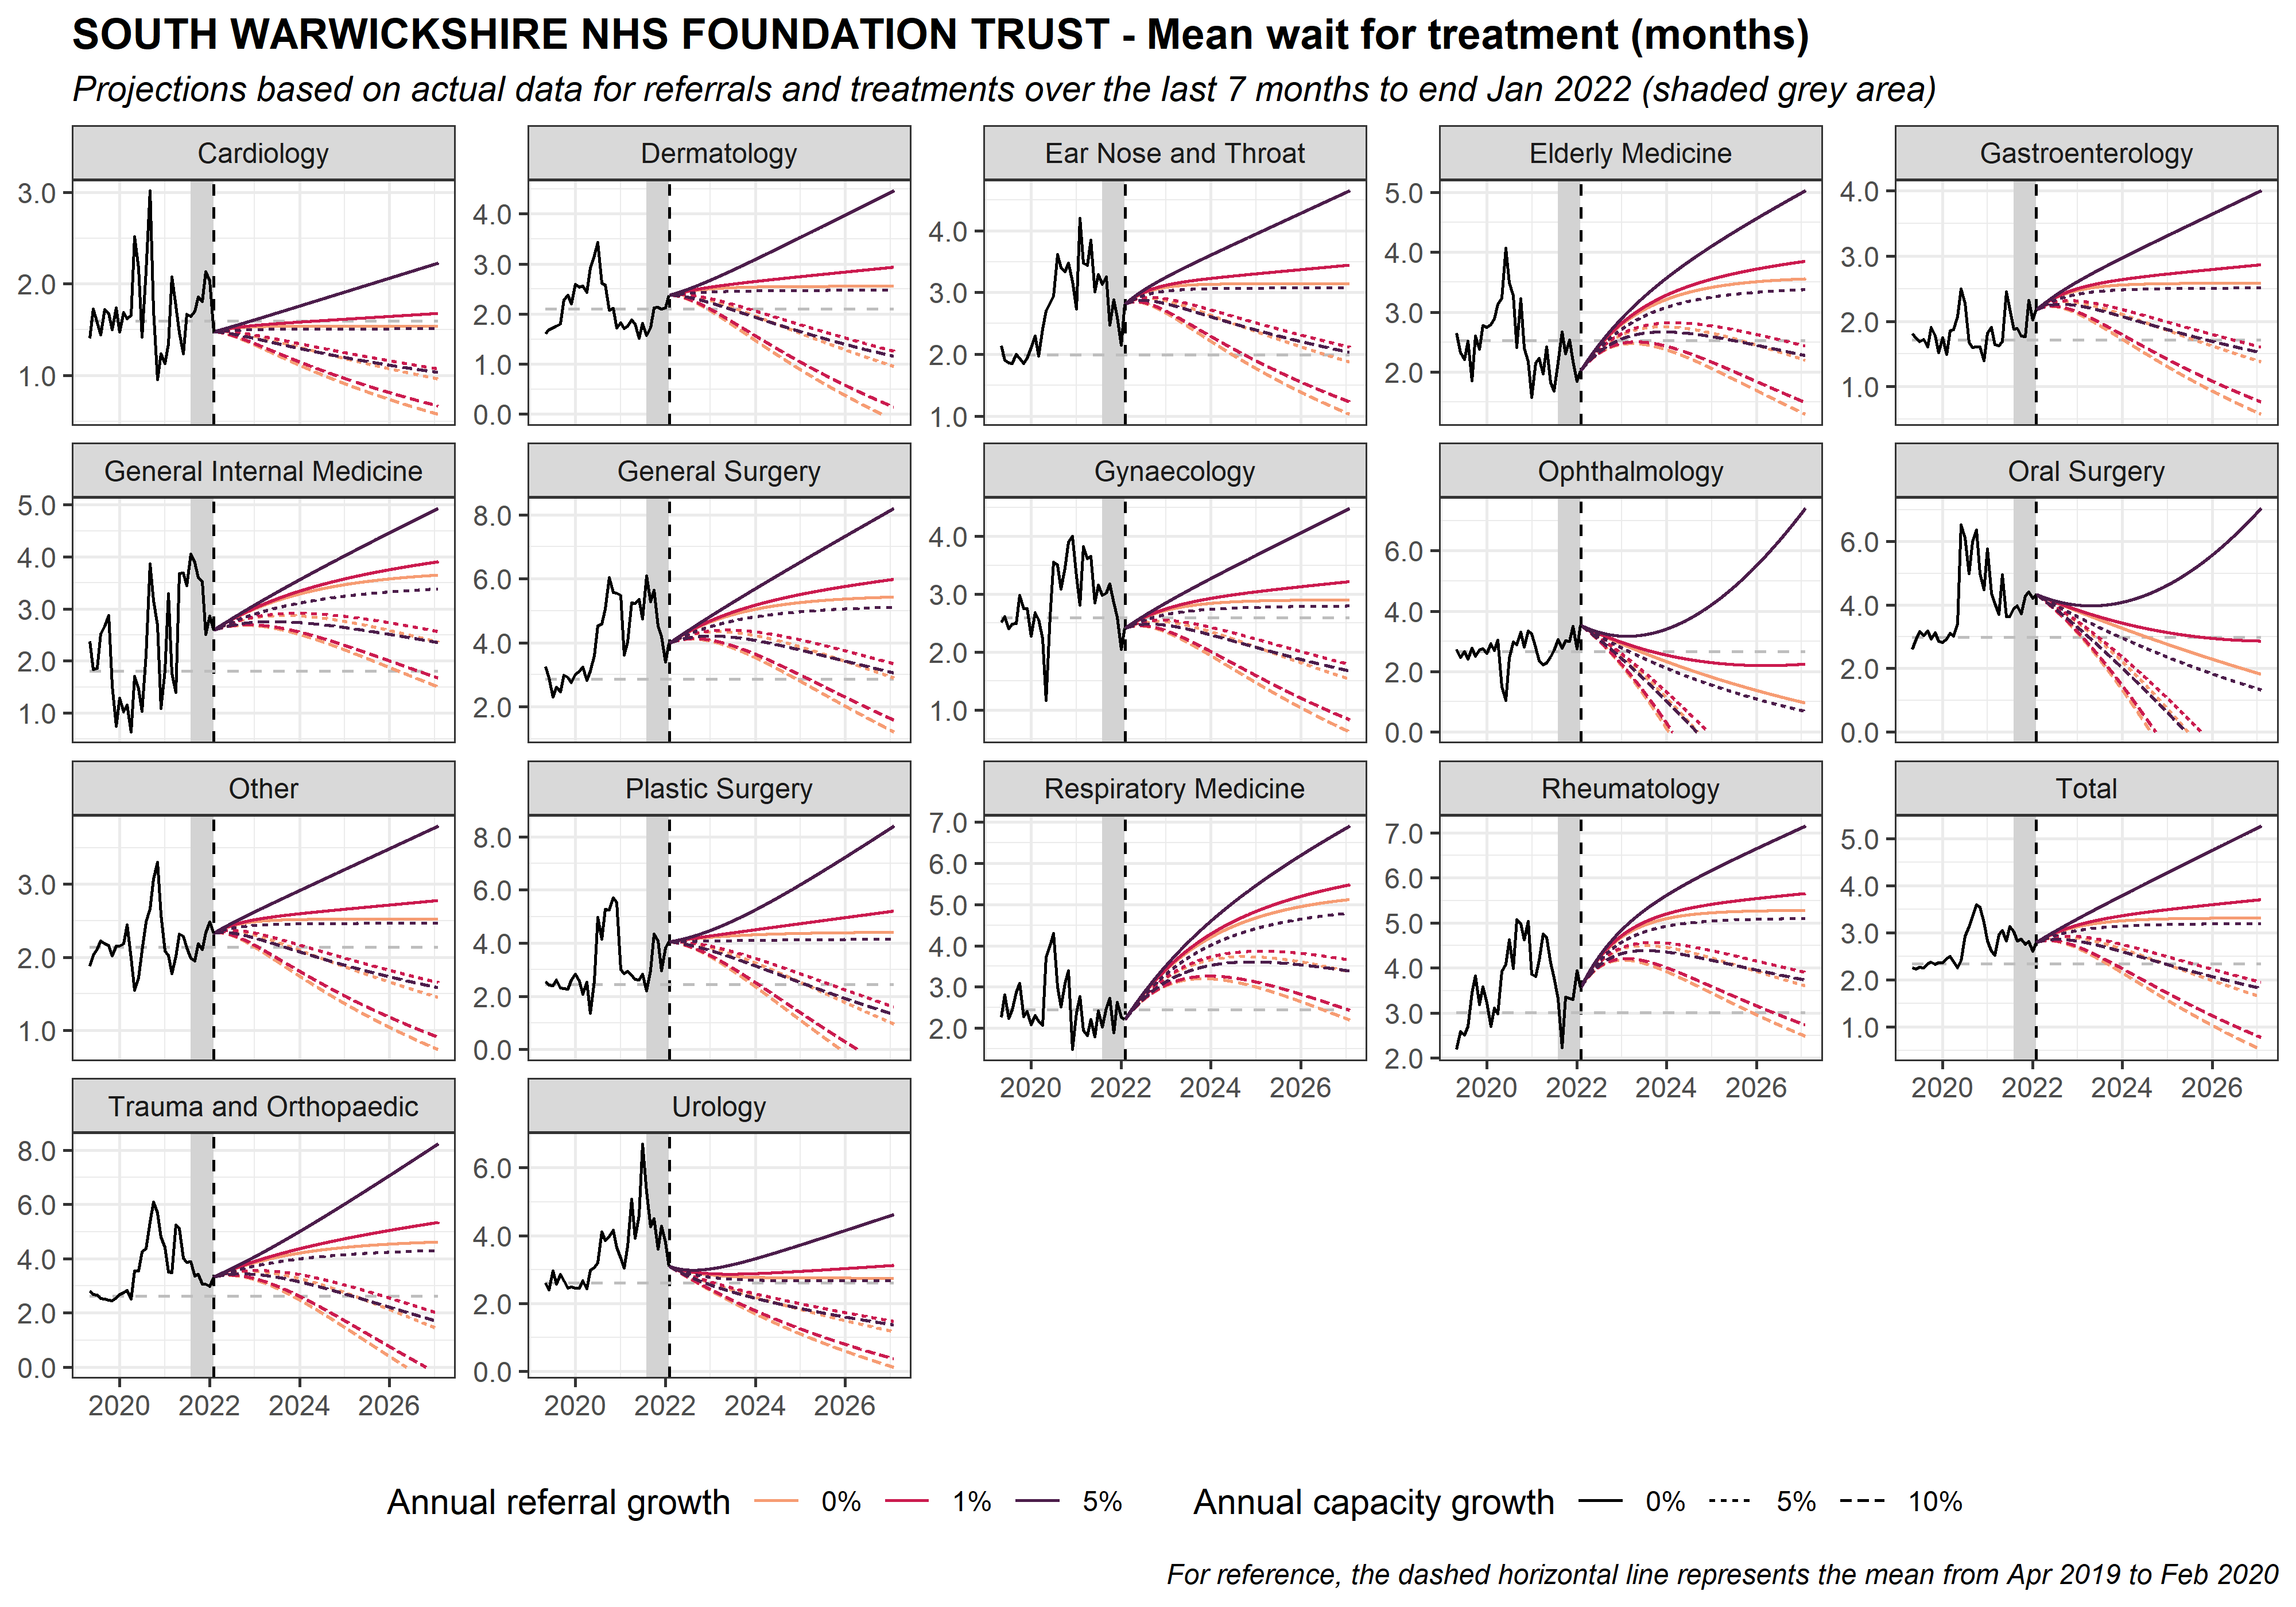 SOUTH WARWICKSHIRE NHS FOUNDATION TRUST - Mean wait for treatment (months)
Projections based on actual data for referrals and treatments over the last 7 months to end Jan 2022 (shaded grey area)
Cardiology Dermatology Ear Nose and Throat Elderly Medicine Gastroenterology
3.0 2.0 1.0
4.0 3.0 2.0 1.0 0.0
4.0 3.0 2.0 1.0
5.0 4.0 3.0 2.0
4.0 3.0 2.0 1.0
General Internal Medicine General Surgery Gynaecology Ophthalmology Oral Surgery
5.0 4.0 3.0 2.0 1.0
8.0 6.0 4.0 2.0
4.0 3.0 2.0 1.0
6.0 4.0 2.0 0.0
6.0 4.0 2.0 0.0
Other Plastic Surgery Respiratory Medicine Rheumatology Total
3.0 2.0 1.0
8.0 6.0 4.0 2.0 0.0
7.0 6.0 5.0 4.0 3.0 2.0
7.0 6.0 5.0 4.0 3.0 2.0
5.0 4.0 3.0 2.0 1.0
2020 2022 2024 2026 2020 2022 2024 2026 2020 2022 2024 2026
Trauma and Orthopaedic Urology
8.0 6.0 4.0 2.0 0.0
6.0 4.0 2.0 0.0
2020 2022 2024 2026 2020 2022 2024 2026
Annual referral growth 0% 1% 5% Annual capacity growth 0% 5% 10%
For reference, the dashed horizontal line represents the mean from Apr 2019 to Feb 2020